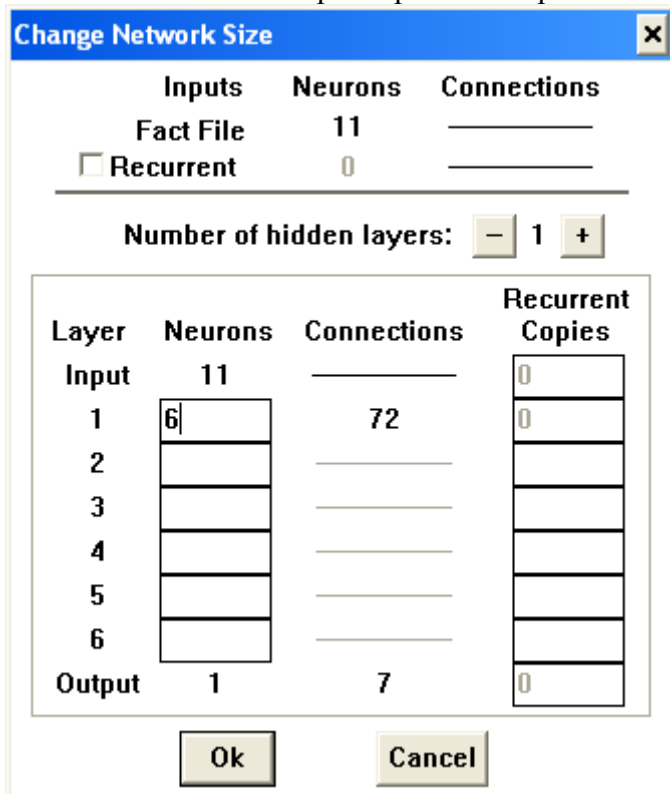 Change Network Size
Inputs Neurons Connections
Fact File 11
Recurrent 0
Number of hidden layers: − 1 +
Recurrent
Layer Neurons Connections Copies
Input 11 0
1 6 72 0
2
3
4
5
6
Output 1 7 0
Ok Cancel